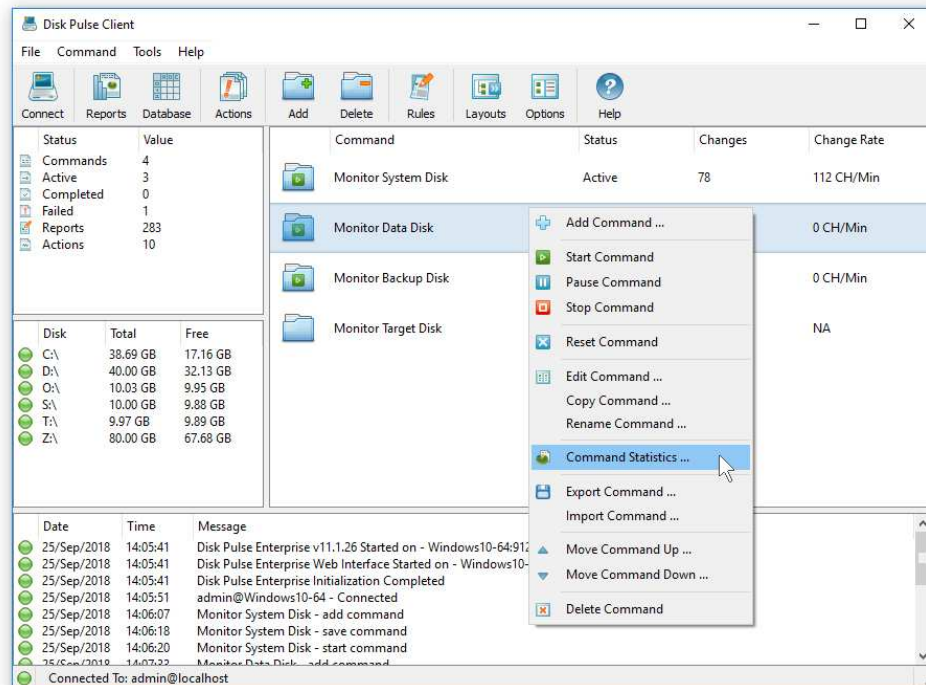 Disk Pulse Client
File Command Tools Help
Connect Reports Database Actions Add Delete Rules Layouts Options Help
Status Value
Commands 4
Active 3
Completed 0
Failed 1
Reports 283
Actions 10
Disk Total Free
C:\ 38.69 GB 17.16 GB
D:\ 40.00 GB 32.13 GB
O:\ 10.03 GB 9.95 GB
S:\ 10.00 GB 9.88 GB
T:\ 9.97 GB 9.89 GB
Z:\ 80.00 GB 67.68 GB
Command Status Changes Change Rate
Monitor System Disk Active 78 112 CH/Min
Monitor Data Disk 0 CH/Min
Monitor Backup Disk 0 CH/Min
Monitor Target Disk NA
Add Command ...
Start Command
Pause Command
Stop Command
Reset Command
Edit Command ...
Copy Command ...
Rename Command ...
Command Statistics ...
Export Command ...
Import Command ...
Move Command Up ...
Move Command Down ...
Delete Command
Date Time Message
25/Sep/2018 14:05:41 Disk Pulse Enterprise v11.1.26 Started on - Windows10-64:912
25/Sep/2018 14:05:41 Disk Pulse Enterprise Web Interface Started on - Windows10-
25/Sep/2018 14:05:41 Disk Pulse Enterprise Initialization Completed
25/Sep/2018 14:05:51 admin@Windows10-64 - Connected
25/Sep/2018 14:06:07 Monitor System Disk - add command
25/Sep/2018 14:06:18 Monitor System Disk - save command
25/Sep/2018 14:06:20 Monitor System Disk - start command
25/Sep/2018 14:07:33 Monitor Data Disk - add command
Connected To: admin@localhost